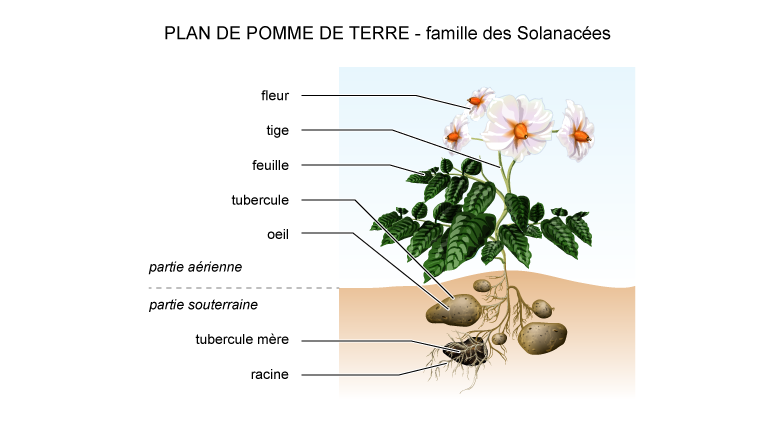 PLAN DE POMME DE TERRE - famille des Solanacées
fleur
tige
feuille
tubercule
oeil
partie aérienne
partie souterraine
tubercule mère
racine